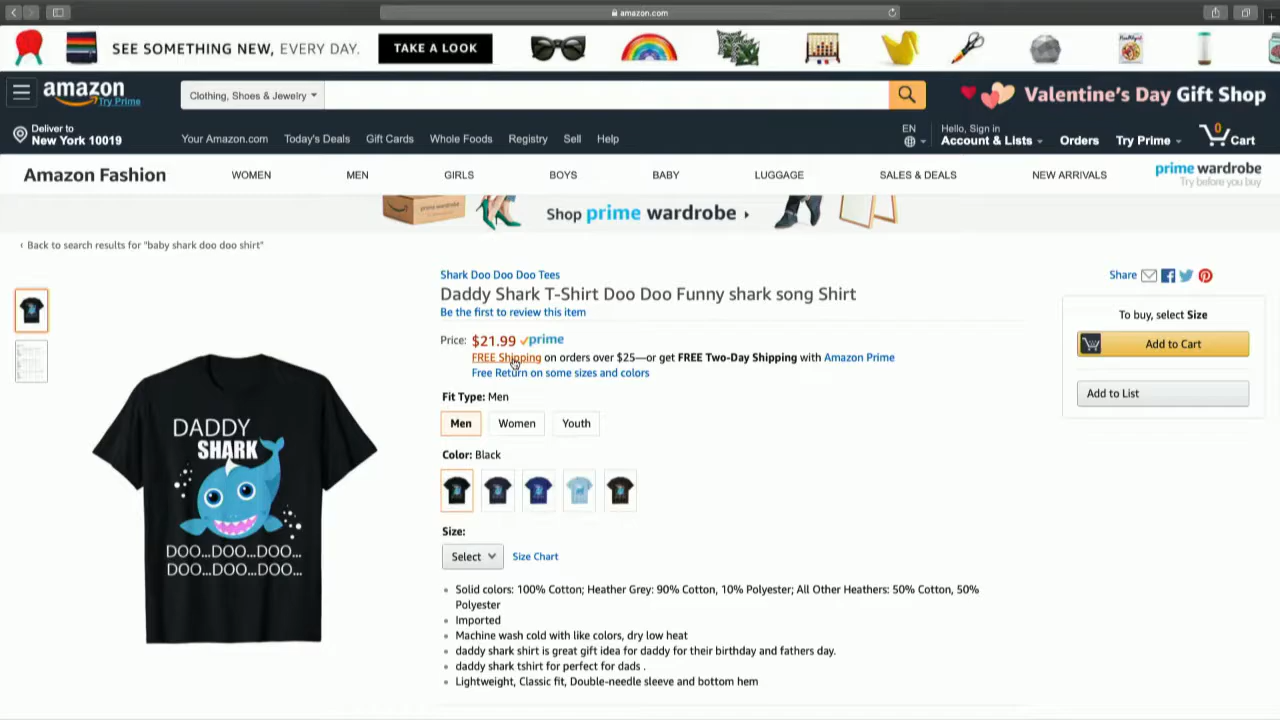 amazon.com
SEE SOMETHING NEW, EVERY DAY.
TAKE A LOOK
amazon
Try Prime
Clothing, Shoes & Jewelry
Valentine's Day Gift Shop
Deliver to
New York 10019
Your Amazon.com Today's Deals Gift Cards Whole Foods Registry Sell Help
EN
Hello, Sign in
Account & Lists
Orders
Try Prime
0
Cart
Amazon Fashion
WOMEN MEN GIRLS BOYS BABY LUGGAGE SALES & DEALS NEW ARRIVALS
prime wardrobe
Try before you buy
prime wardrobe
Shop prime wardrobe
‹ Back to search results for "baby shark doo doo shirt"
Shark Doo Doo Doo Tees
Daddy Shark T-Shirt Doo Doo Funny shark song Shirt
Be the first to review this item
Price: $21.99 prime
FREE Shipping on orders over $25—or get FREE Two-Day Shipping with Amazon Prime
Free Return on some sizes and colors
Fit Type: Men
Men Women Youth
Color: Black
Size:
Select
Size Chart
Solid colors: 100% Cotton; Heather Grey: 90% Cotton, 10% Polyester; All Other Heathers: 50% Cotton, 50%
Polyester
Imported
Machine wash cold with like colors, dry low heat
daddy shark shirt is great gift idea for daddy for their birthday and fathers day.
daddy shark tshirt for perfect for dads .
Lightweight, Classic fit, Double-needle sleeve and bottom hem
Share
To buy, select Size
Add to Cart
Add to List
DADDY
SHARK
DOO...DOO...DOO...
DOO...DOO...DOO...